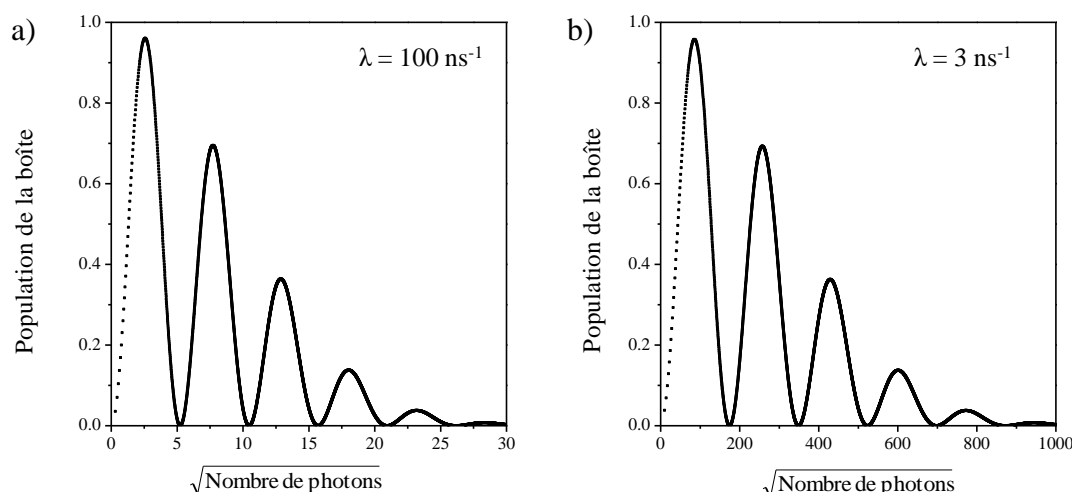 a)
λ = 100 ns⁻¹
Population de la boîte
1.0
0.8
0.6
0.4
0.2
0.0
0 5 10 15 20 25 30
√Nombre de photons
b)
λ = 3 ns⁻¹
Population de la boîte
1.0
0.8
0.6
0.4
0.2
0.0
0 200 400 600 800 1000
√Nombre de photons